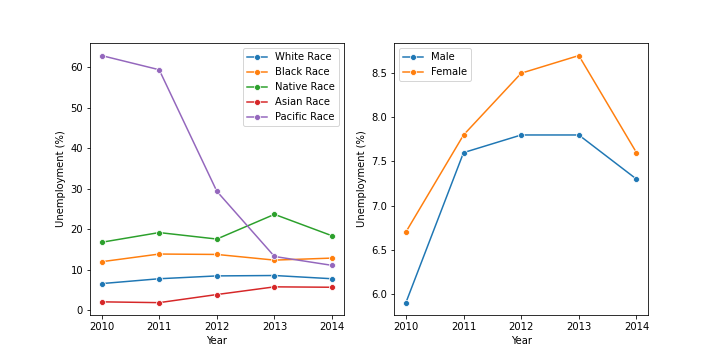 60
50
40
30
20
10
0
Unemployment (%)
2010 2011 2012 2013 2014
Year
White Race
Black Race
Native Race
Asian Race
Pacific Race
8.5
8.0
7.5
7.0
6.5
6.0
Unemployment (%)
2010 2011 2012 2013 2014
Year
Male
Female